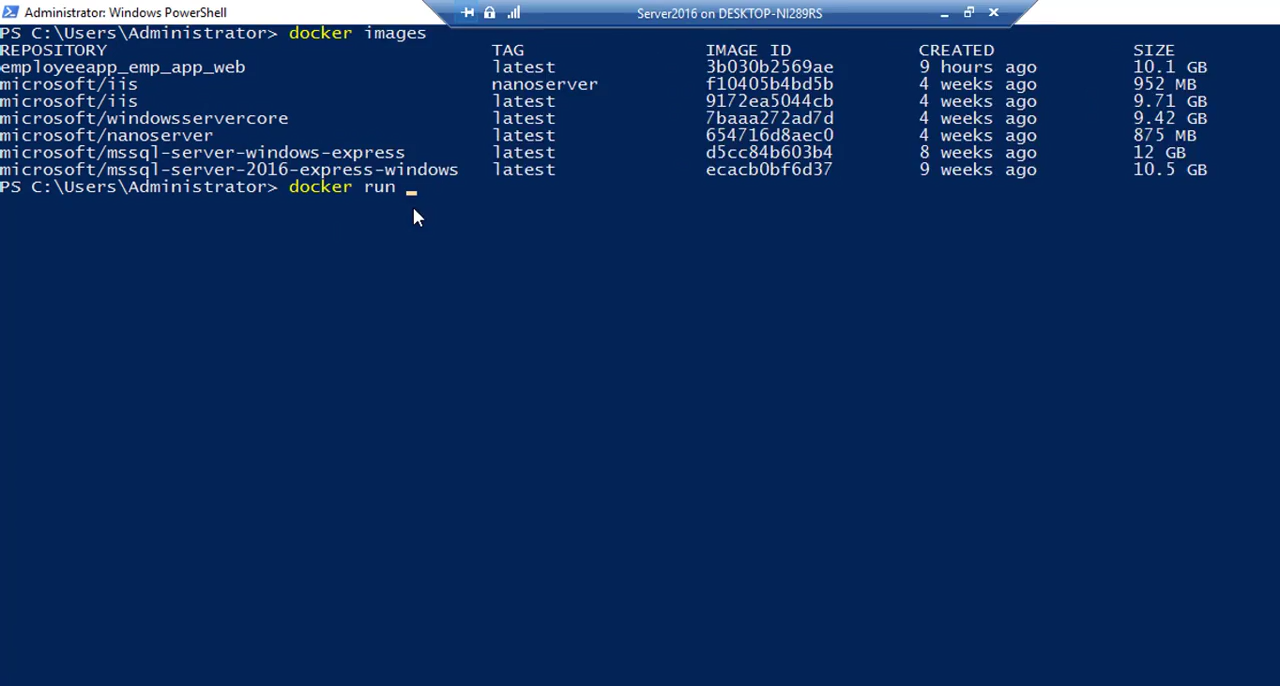 Administrator: Windows PowerShell
Server2016 on DESKTOP-NI289RS
PS C:\Users\Administrator> docker images
REPOSITORY TAG IMAGE ID CREATED SIZE
employeeapp_emp_app_web latest 3b030b2569ae 9 hours ago 10.1 GB
microsoft/iis nanoserver f10405b4bd5b 4 weeks ago 952 MB
microsoft/iis latest 9172ea5044cb 4 weeks ago 9.71 GB
microsoft/windowsservercore latest 7baaa272ad7d 4 weeks ago 9.42 GB
microsoft/nanoserver latest 654716d8aec0 4 weeks ago 875 MB
microsoft/mssql-server-windows-express latest d5cc84b603b4 8 weeks ago 12 GB
microsoft/mssql-server-2016-express-windows latest ecacb0bf6d37 9 weeks ago 10.5 GB
PS C:\Users\Administrator> docker run _